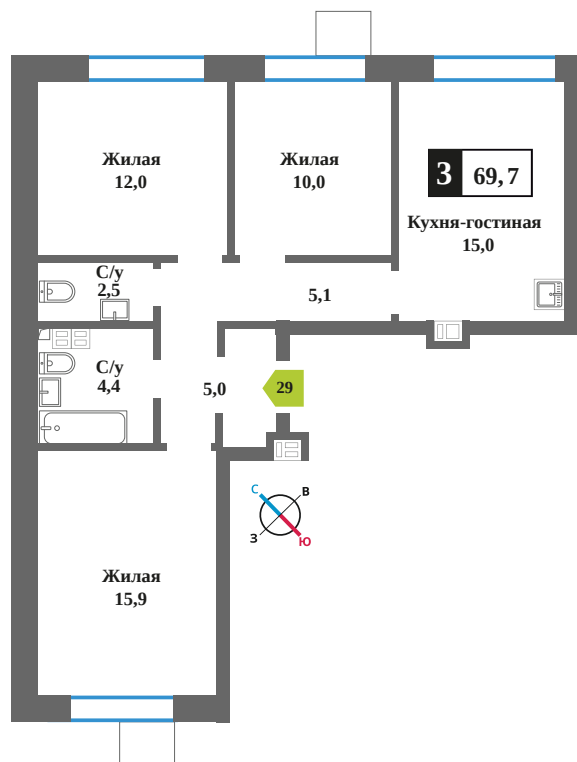 Жилая
12,0
Жилая
10,0
3 69,7
Кухня-гостиная
15,0
С/у
2,5
5,1
С/у
4,4
5,0
29
С
В
З
Ю
Жилая
15,9